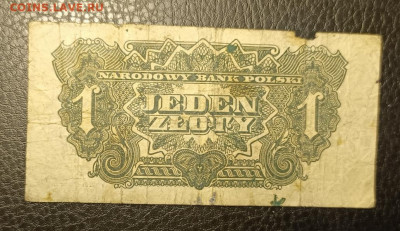 COINS.LAVE.RU
NARODOWY BANK POLSKI
1 JEDEN 1
ZŁOTY